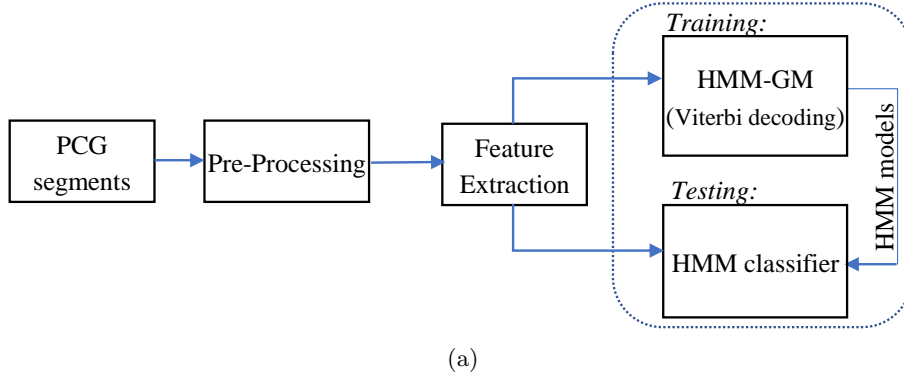 PCG
segments
Pre-Processing
Feature
Extraction
Training:
HMM-GM
(Viterbi decoding)
HMM models
Testing:
HMM classifier
(a)